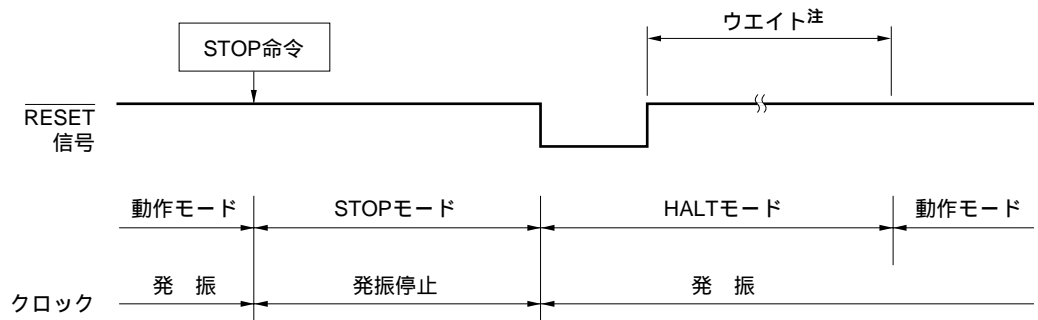 ウエイト注
STOP命令
RESET
信号
動作モード STOPモード HALTモード 動作モード
クロック 発 振 発振停止 発 振